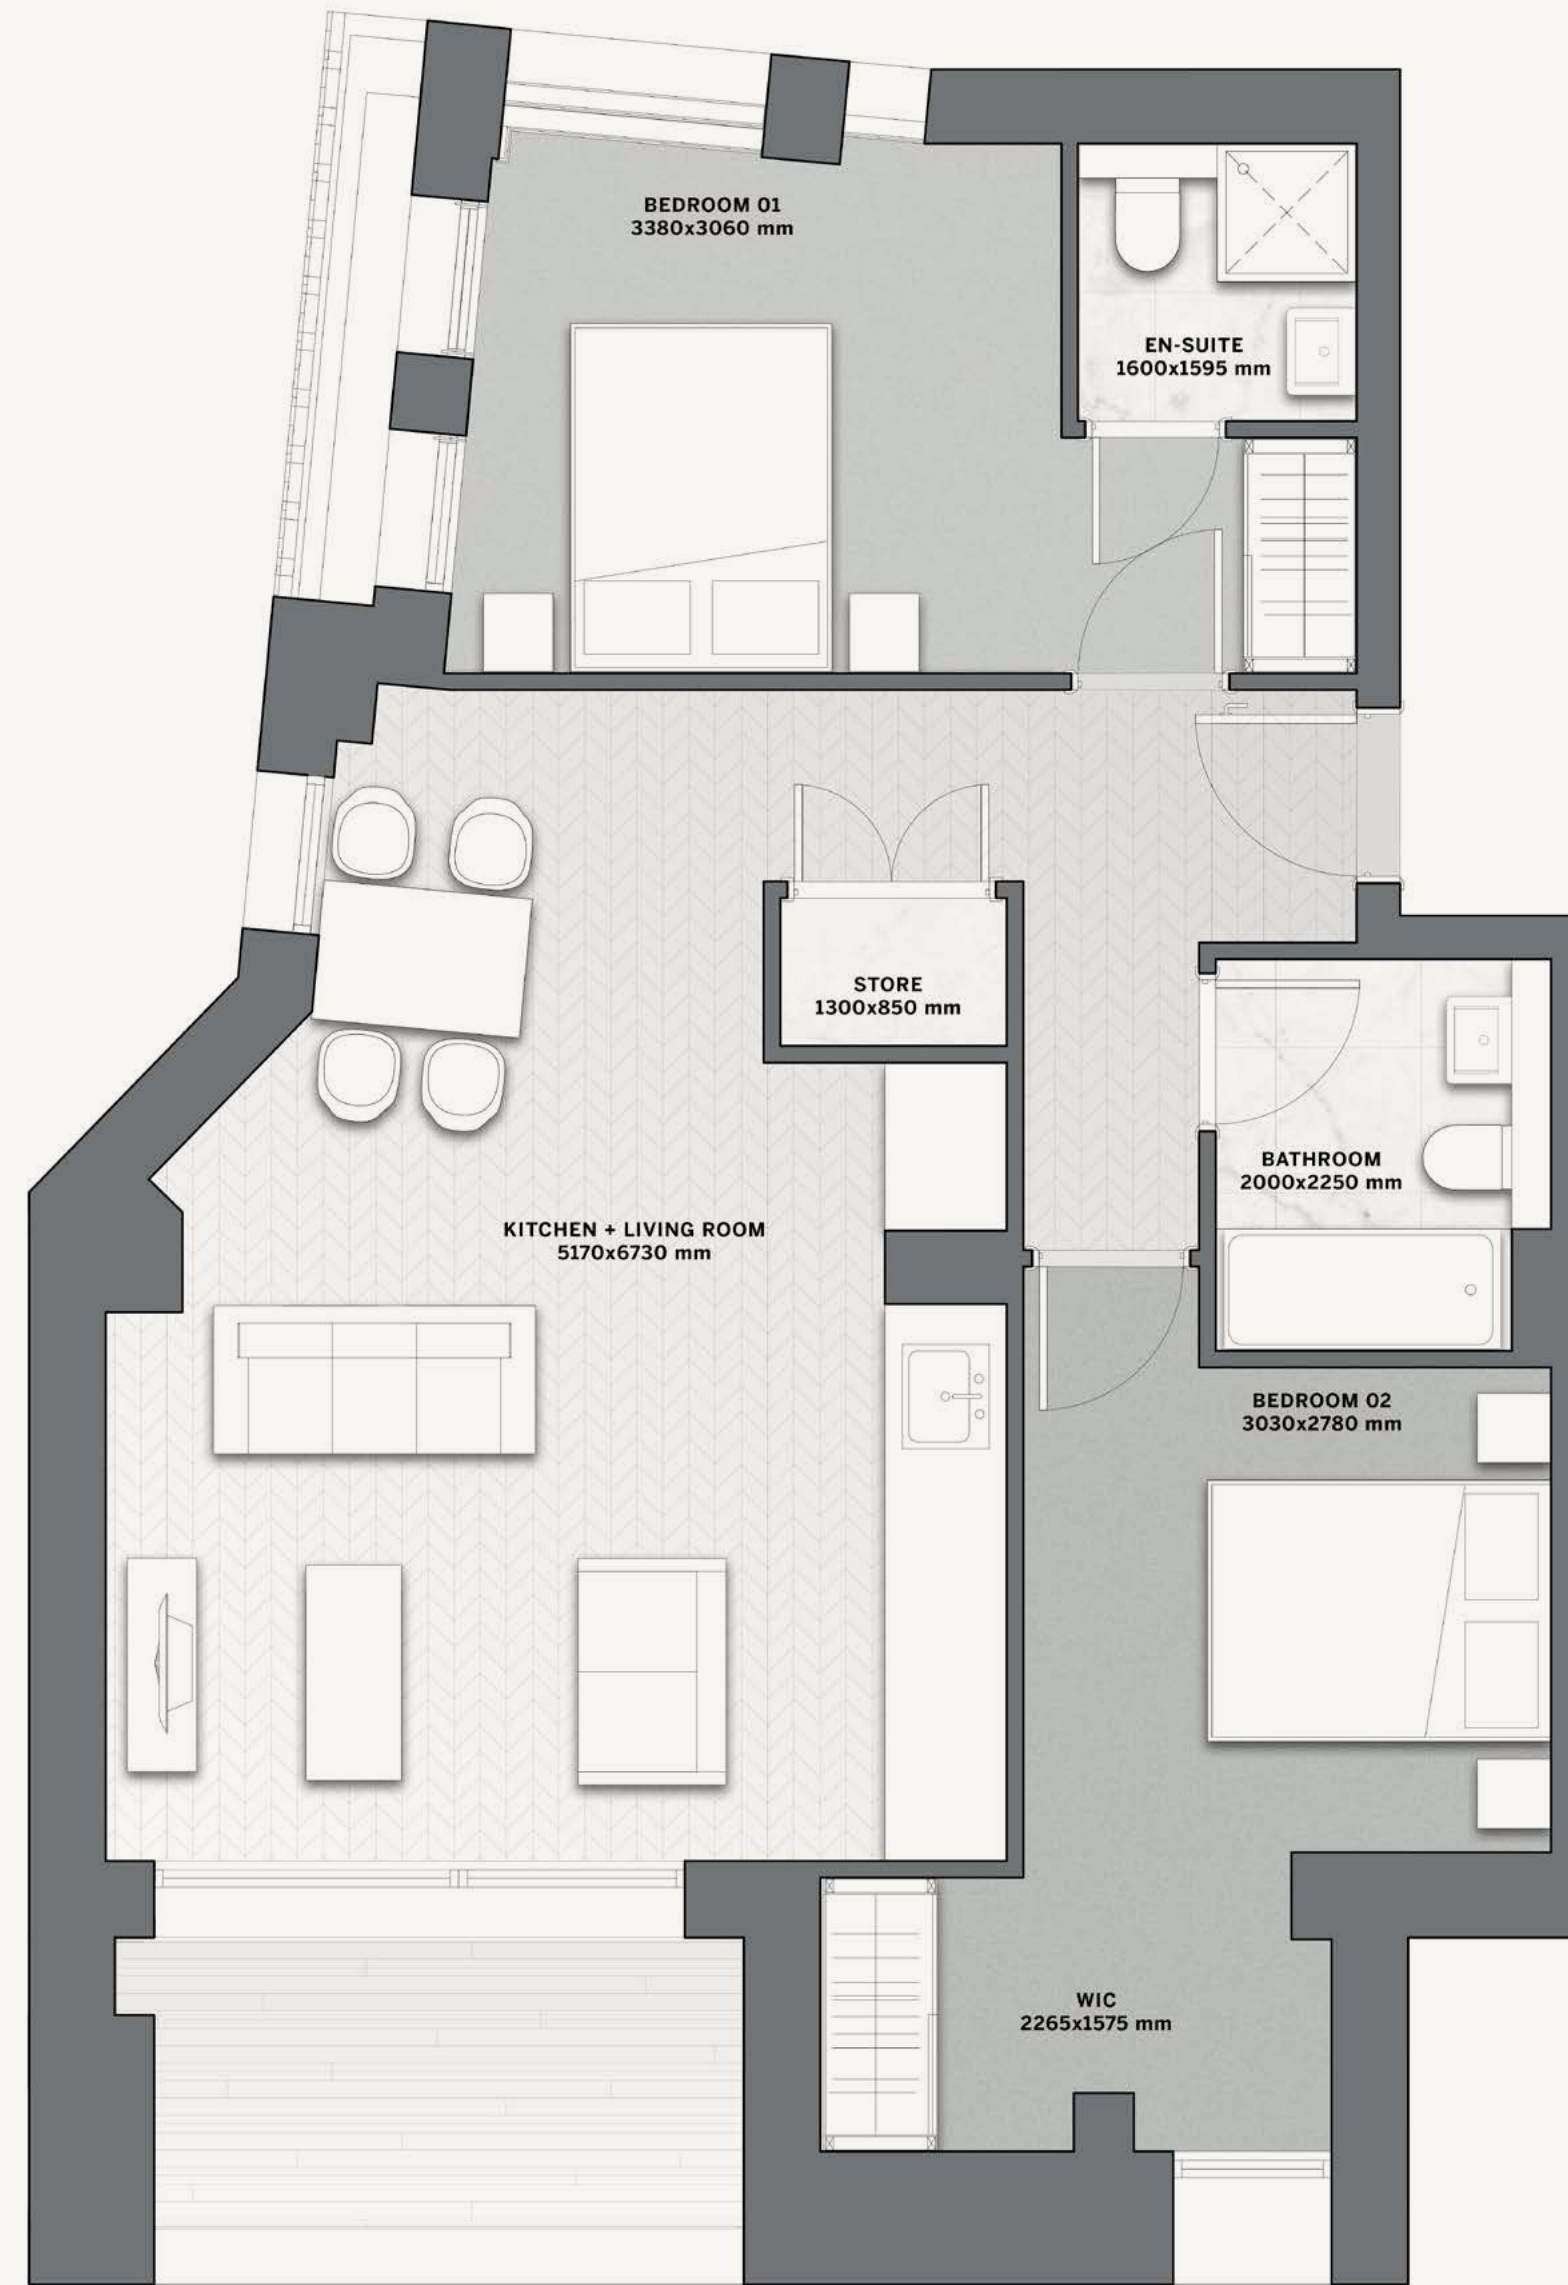 BEDROOM 01
3380x3060 mm
EN-SUITE
1600x1595 mm
STORE
1300x850 mm
BATHROOM
2000x2250 mm
KITCHEN + LIVING ROOM
5170x6730 mm
BEDROOM 02
3030x2780 mm
WIC
2265x1575 mm